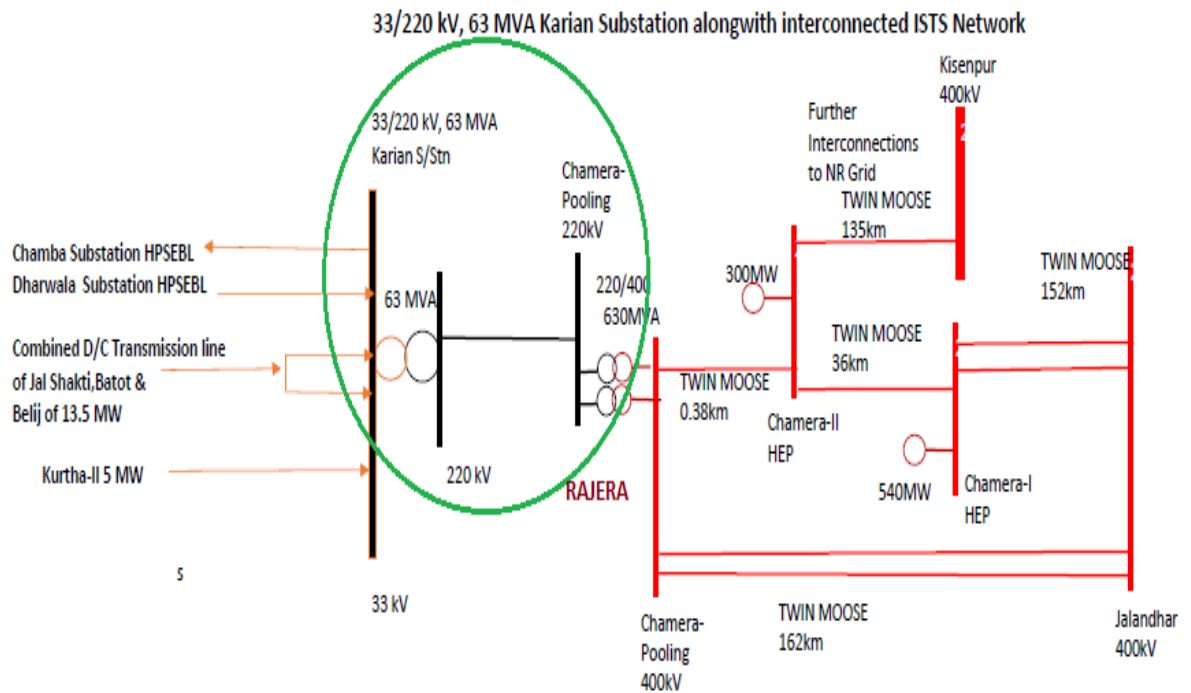 33/220 kV, 63 MVA Karian Substation alongwith interconnected ISTS Network
33/220 kV, 63 MVA
Karian S/Stn
Chamba Substation HPSEBL
Dharwala Substation HPSEBL
Combined D/C Transmission line
of Jal Shakti,Batot &
Belij of 13.5 MW
Kurtha-II 5 MW
S
33 kV
63 MVA
220 kV
Chamera-
Pooling
220kV
220/400
630MVA
RAJERA
Chamera-
Pooling
400kV
TWIN MOOSE
0.38km
300MW
Chamera-II
HEP
Further
Interconnections
to NR Grid
TWIN MOOSE
135km
Kisenpur
400kV
2
TWIN MOOSE
36km
540MW
Chamera-I
HEP
TWIN MOOSE
152km
TWIN MOOSE
162km
Jalandhar
400kV